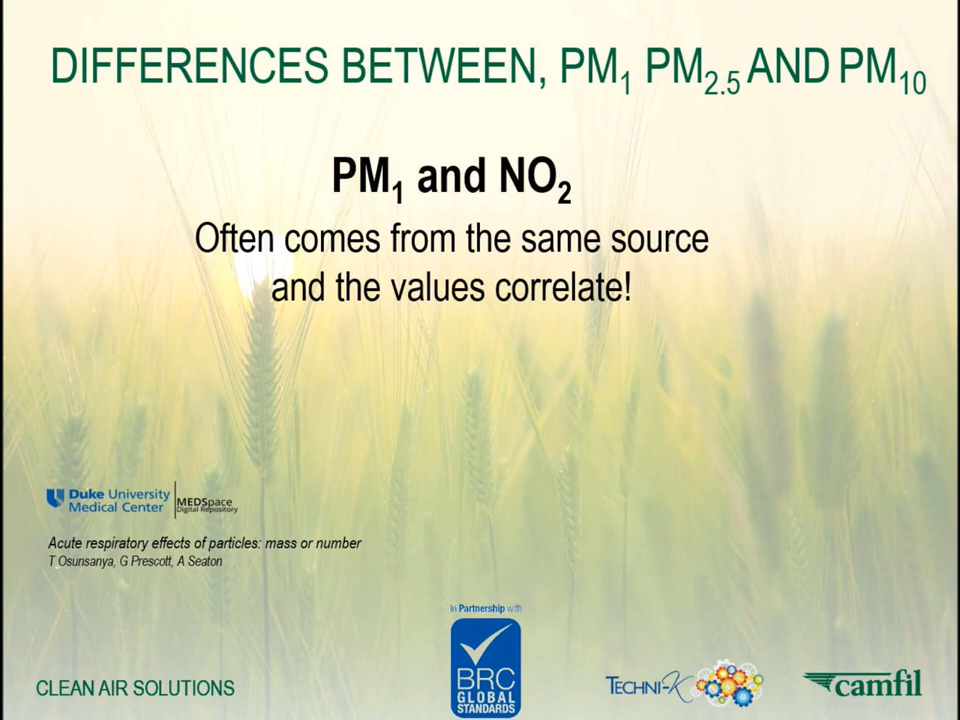 DIFFERENCES BETWEEN, PM₁ PM₂.₅ AND PM₁₀
PM₁ and NO₂
Often comes from the same source
and the values correlate!
Duke University
Medical Center
MEDSpace
Digital Repository
Acute respiratory effects of particles: mass or number
T Osunsanya, G Prescott, A Seaton
In Partnership with
BRC
GLOBAL
STANDARDS
CLEAN AIR SOLUTIONS
TECHNI-K
camfil